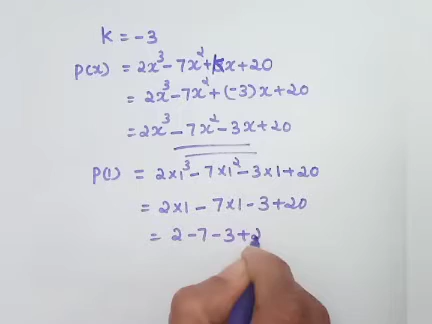 k = -3
p(x) = 2x³ - 7x² + kx + 20
= 2x³ - 7x² + (-3)x + 20
= 2x³ - 7x² - 3x + 20
p(1) = 2×1³ - 7×1² - 3×1 + 20
= 2×1 - 7×1 - 3 + 20
= 2 - 7 - 3 + 2